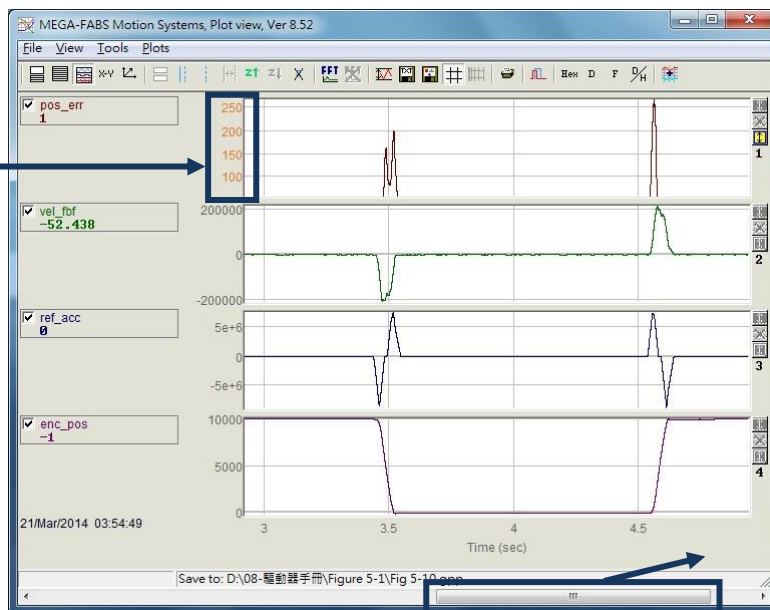 MEGA-FABS Motion Systems, Plot view, Ver 8.52
File View Tools Plots
X-Y Z FFT TXT Hex D F D/H
pos_err
1
250
200
150
100
1
vel_fbf
-52.438
200000
0
-200000
2
ref_acc
0
5e+6
0
-5e+6
3
enc_pos
-1
10000
5000
0
4
21/Mar/2014 03:54:49
3 3.5 4 4.5
Time (sec)
Save to: D:\08-驅動器手冊\Figure 5-1\Fig 5-10.gpp